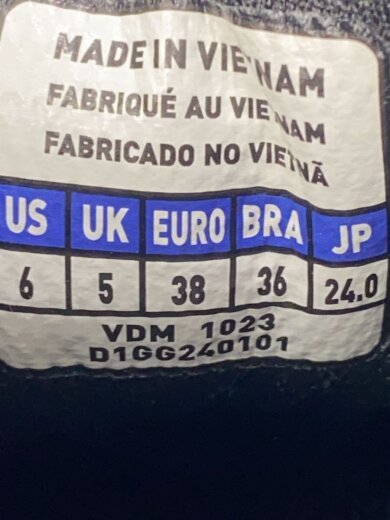 MADE IN VIETNAM
FABRIQUÉ AU VIETNAM
FABRICADO NO VIETNÃ
US UK EURO BRA JP
6 5 38 36 24.0
VDM 1023
D1GG240101